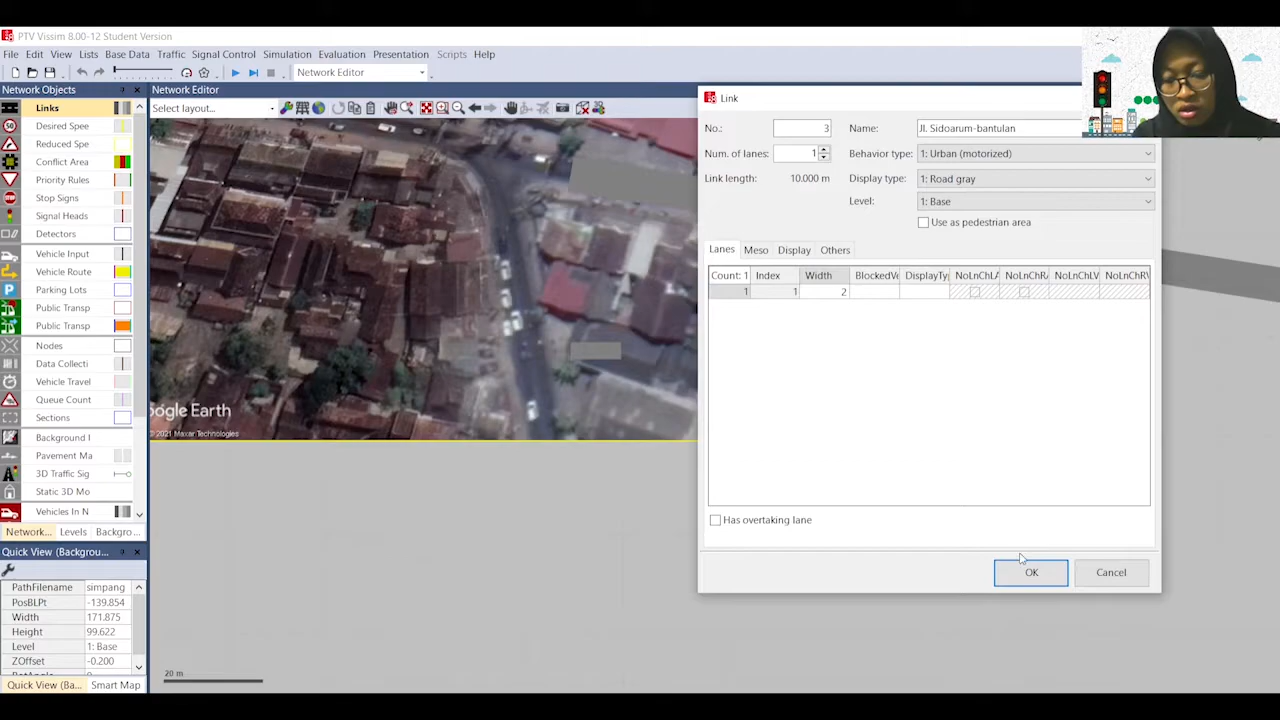 PTV Vissim 8.00-12 Student Version
File Edit View Lists Base Data Traffic Signal Control Simulation Evaluation Presentation Scripts Help
Network Editor
Network Objects
Network Editor
Select layout...
Links
Desired Spee
Reduced Spee
Conflict Area
Priority Rules
Stop Signs
Signal Heads
Detectors
Vehicle Input
Vehicle Route
Parking Lots
Public Transp
Public Transp
Nodes
Data Collecti
Vehicle Travel
Queue Count
Sections
Background I
Pavement Ma
3D Traffic Sig
Static 3D Mo
Vehicles In N
Network... Levels Backgro...
Quick View (Backgrou...
PathFilename simpang
PosBLPt -139.854
Width 171.875
Height 99.622
Level 1: Base
ZOffset -0.200
Quick View (Ba... Smart Map
oogle Earth
© 2021 Maxar Technologies
20 m
Link
No.: 3 Name: Jl. Sidoarum-bantulan
Num. of lanes: 1 Behavior type: 1: Urban (motorized)
Link length: 10.000 m Display type: 1: Road gray
Level: 1: Base
Use as pedestrian area
Lanes Meso Display Others
Count: 1 Index Width BlockedVe DisplayTyp NoLnChLA NoLnChRA NoLnChLV NoLnChRV
1 1 2
Has overtaking lane
OK Cancel